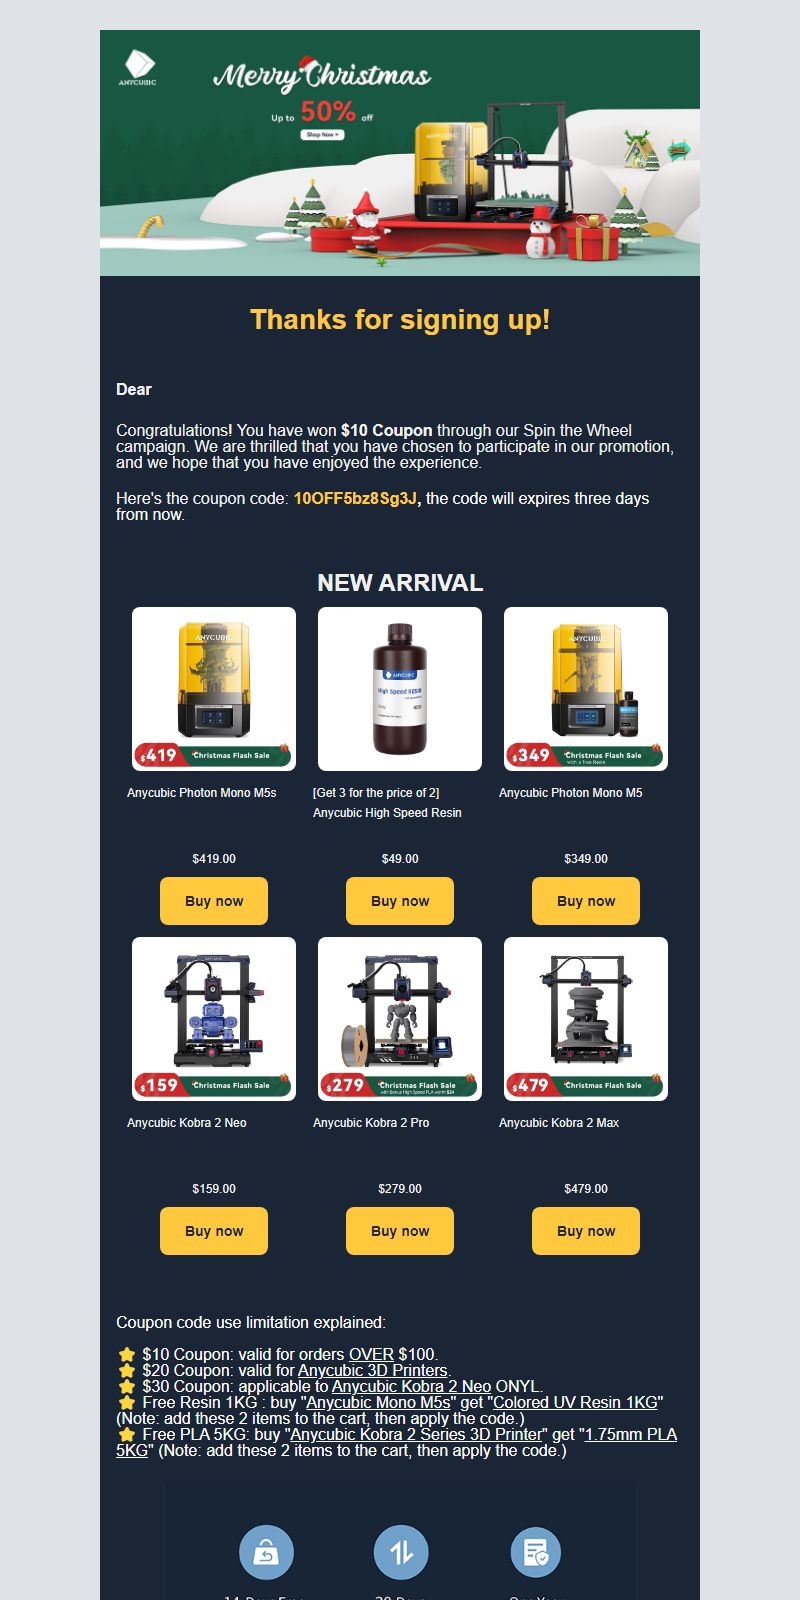 ANYCUBIC
Merry Christmas
Up to 50% off
Shop Now »
ANYCUBIC
Thanks for signing up!
Dear
Congratulations! You have won $10 Coupon through our Spin the Wheel
campaign. We are thrilled that you have chosen to participate in our promotion,
and we hope that you have enjoyed the experience.
Here's the coupon code: 10OFF5bz8Sg3J, the code will expires three days
from now.
NEW ARRIVAL
ANYCUBIC
$419 Christmas Flash Sale
ANYCUBIC
High Speed RESIN
ANYCUBIC
$349 Christmas Flash Sale
with a free Resin
Anycubic Photon Mono M5s
[Get 3 for the price of 2]
Anycubic High Speed Resin
Anycubic Photon Mono M5
$419.00
$49.00
$349.00
Buy now
Buy now
Buy now
$159 Christmas Flash Sale
$279 Christmas Flash Sale
with Bonus High Speed PLA worth $24
$479 Christmas Flash Sale
Anycubic Kobra 2 Neo
Anycubic Kobra 2 Pro
Anycubic Kobra 2 Max
$159.00
$279.00
$479.00
Buy now
Buy now
Buy now
Coupon code use limitation explained:
$10 Coupon: valid for orders OVER $100.
$20 Coupon: valid for Anycubic 3D Printers.
$30 Coupon: applicable to Anycubic Kobra 2 Neo ONYL.
Free Resin 1KG : buy "Anycubic Mono M5s" get "Colored UV Resin 1KG"
(Note: add these 2 items to the cart, then apply the code.)
Free PLA 5KG: buy "Anycubic Kobra 2 Series 3D Printer" get "1.75mm PLA
5KG" (Note: add these 2 items to the cart, then apply the code.)